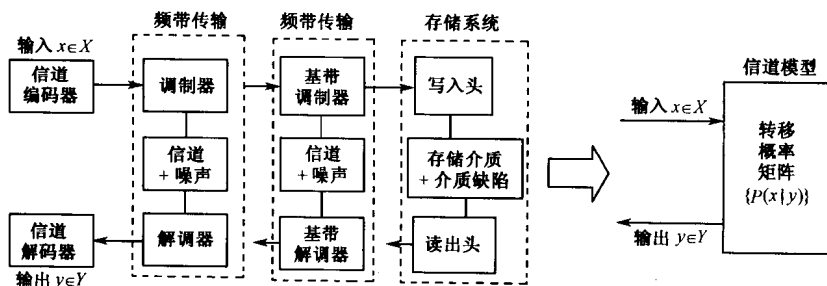 频带传输
频带传输
存储系统
输入 x∈X
信道
编码器
调制器
基带
调制器
写入头
信道
+ 噪声
信道
+ 噪声
存储介质
+ 介质缺陷
信道
解码器
解调器
基带
解调器
读出头
输出 y∈Y
信道模型
输入 x∈X
转移
概率
矩阵
{P(x|y)}
输出 y∈Y